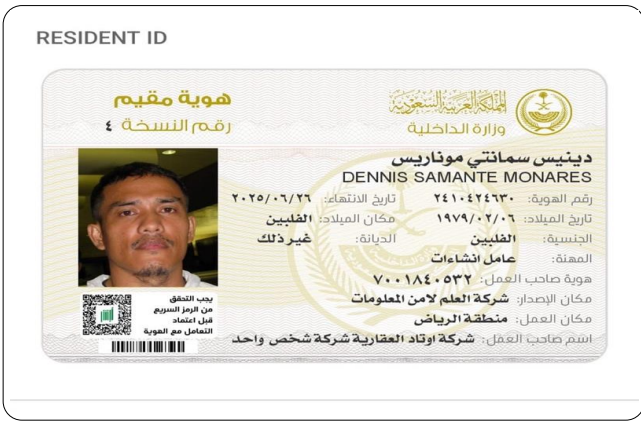 RESIDENT ID
هوية مقيم
رقم النسخة ٤
المملكة العربية السعودية
وزارة الداخلية
دينيس سمانتي موناريس
DENNIS SAMANTE MONARES
رقم الهوية: ٢٤١٠٤٢٤٦٣٠ تاريخ الانتهاء: ٢٠٢٥/٠٦/٢٦
تاريخ الميلاد: ١٩٧٩/٠٢/٠٦ مكان الميلاد: الفلبين
الجنسية: الفلبين الديانة: غير ذلك
المهنة: عامل انشاءات
هوية صاحب العمل: ٧٠٠١٨٤٠٥٣٢
مكان الإصدار: شركة العلم لامن المعلومات
مكان العمل: منطقة الرياض
اسم صاحب العمل: شركة اوتاد العقارية شركة شخص واحد
يجب التحقق
من الرمز السريع
قبل اعتماد
التعامل مع الهوية